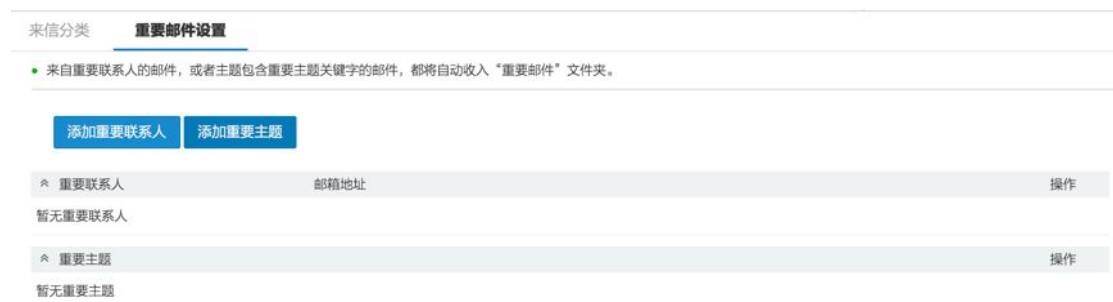 来信分类 重要邮件设置
来自重要联系人的邮件，或者主题包含重要主题关键字的邮件，都将自动收入“重要邮件”文件夹。
添加重要联系人 添加重要主题
重要联系人 邮箱地址 操作
暂无重要联系人
重要主题 操作
暂无重要主题